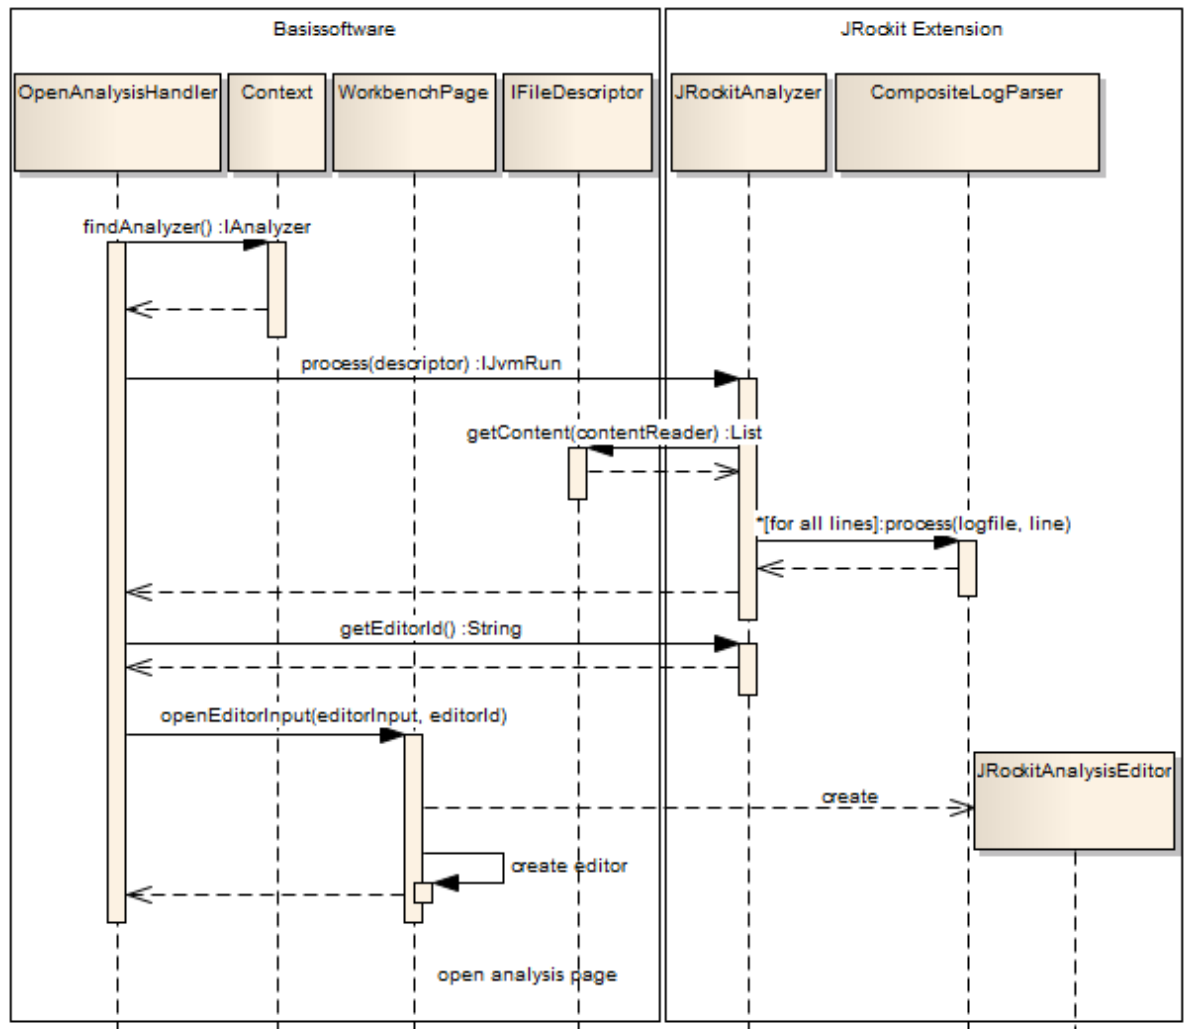 Basissoftware
JRockit Extension
OpenAnalysisHandler
Context
WorkbenchPage
IFileDescriptor
JRockitAnalyzer
CompositeLogParser
findAnalyzer() :IAnalyzer
process(descriptor) :IJvmRun
getContent(contentReader) :List
*[for all lines]:process(logfile, line)
getEditorId() :String
openEditorInput(editorInput, editorId)
JRockitAnalysisEditor
create
create editor
open analysis page